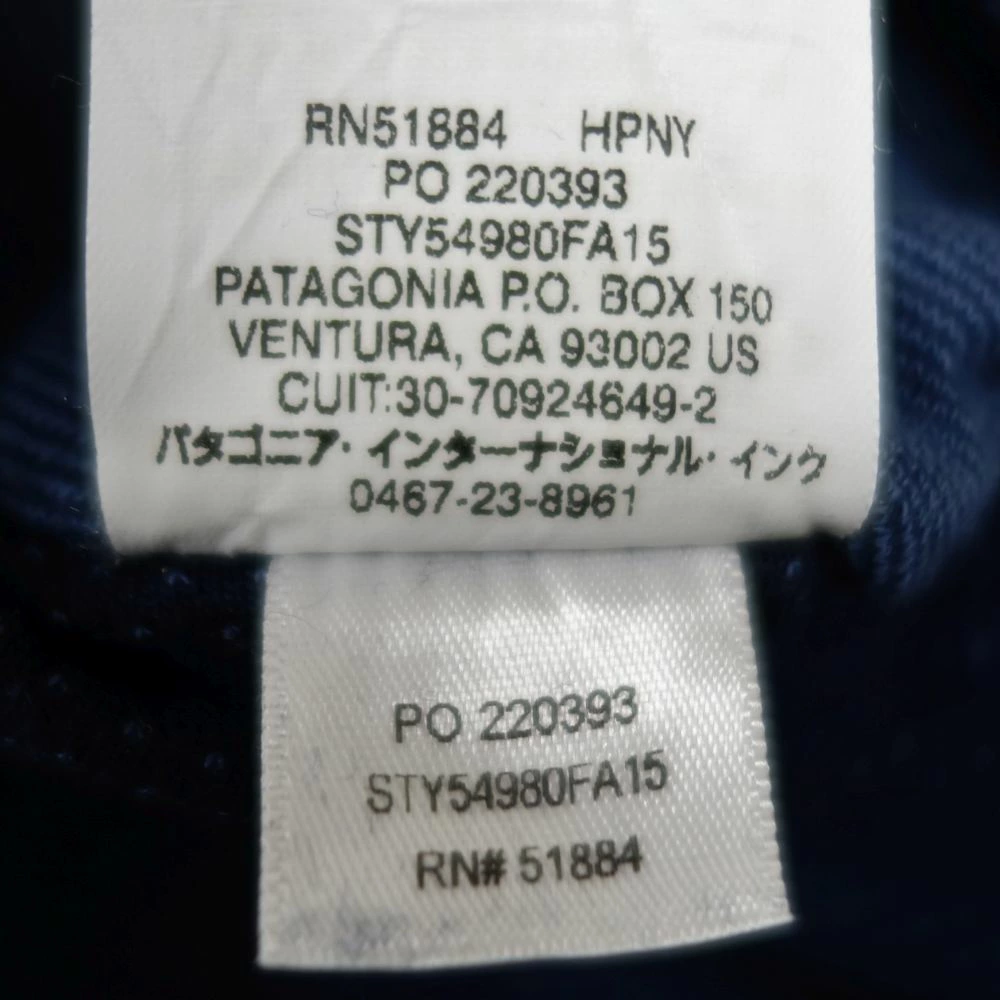 RN51884 HPNY
PO 220393
STY54980FA15
PATAGONIA P.O. BOX 150
VENTURA, CA 93002 US
CUIT:30-70924649-2
パタゴニア・インターナショナル・インク
0467-23-8961
PO 220393
STY54980FA15
RN# 51884